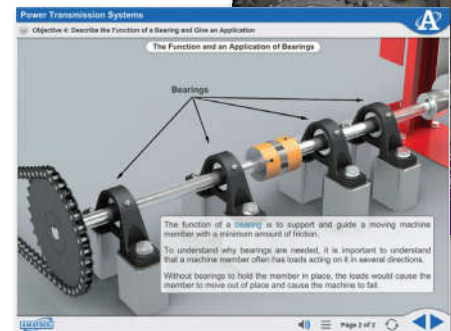 Power Transmission Systems
Objective 4: Describe the Function of a Bearing and Give an Application
The Function and an Application of Bearings
Bearings
The function of a bearing is to support and guide a moving machine
member with a minimum amount of friction.
To understand why bearings are needed, it is important to understand
that a machine member often has loads acting on it in several directions.
Without bearings to hold the member in place, the loads would cause the
member to move out of place and cause the machine to fail.
AMATROL
Page 2 of 2